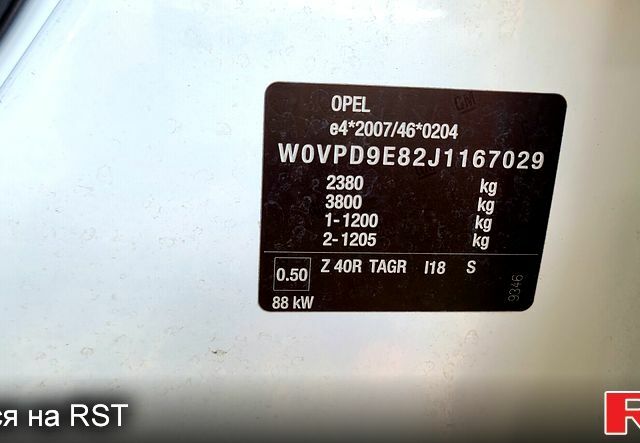 OPEL
e4*2007/46*0204
W0VPD9E82J1167029
2380 kg
3800 kg
1-1200 kg
2-1205 kg
0.50 Z 40R TAGR I18 S
88 kW
9346
GM
ся на RST
R